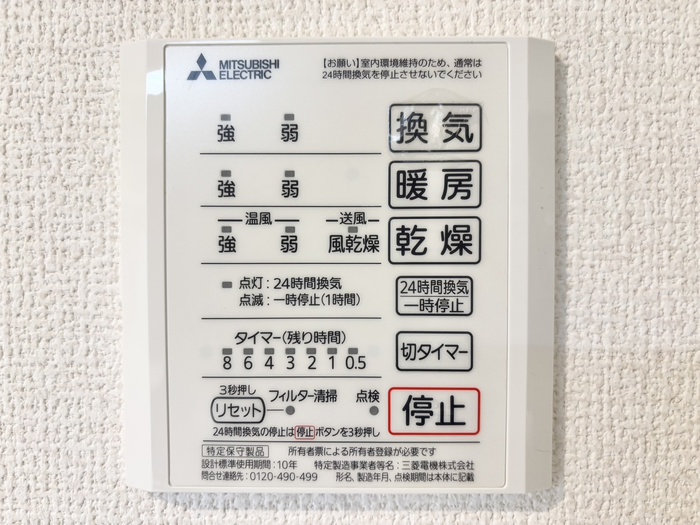 MITSUBISHI
ELECTRIC
【お願い】室内環境維持のため、通常は
24時間換気を停止させないでください
強 弱 換気
強 弱 暖房
温風 送風
強 弱 風乾燥 乾燥
点灯:24時間換気
点滅:一時停止(1時間)
24時間換気
一時停止
タイマー(残り時間)
8 6 4 3 2 1 0.5
切タイマー
3秒押し
リセット フィルター清掃 点検
停止
24時間換気の停止は停止ボタンを3秒押し
特定保守製品 所有者票による所有者登録が必要です
設計標準使用期間:10年 特定製造事業者等名:三菱電機株式会社
問合せ連絡先:0120-490-499 形名、製造年月、点検期間は本体に記載